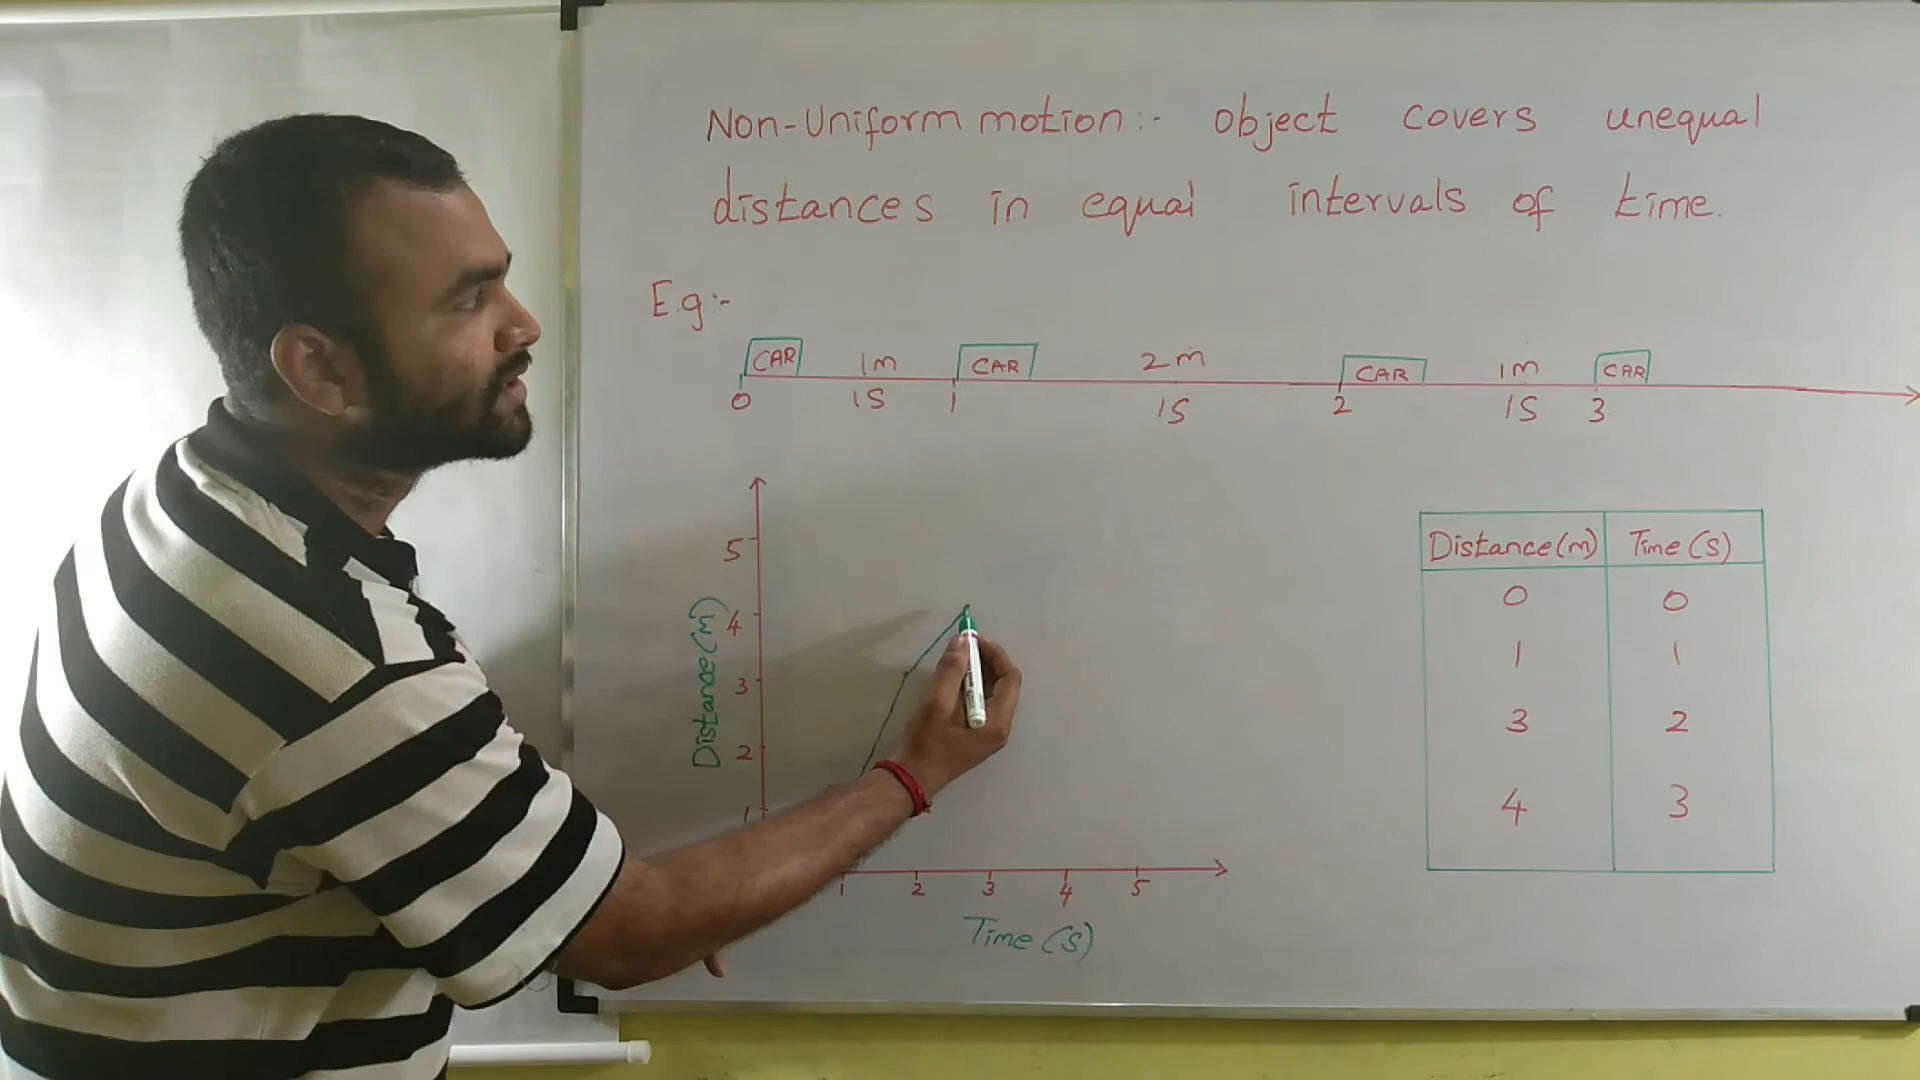 Non-Uniform motion:- object covers unequal
distances in equal intervals of time.
E.g:-
CAR 1m CAR 2m CAR 1m CAR
0 1S 1 1S 2 1S 3
Distance(m) Time(s)
0 0
1 1
3 2
4 3
5
4
3
2
1
Distance(m)
1 2 3 4 5
Time (s)